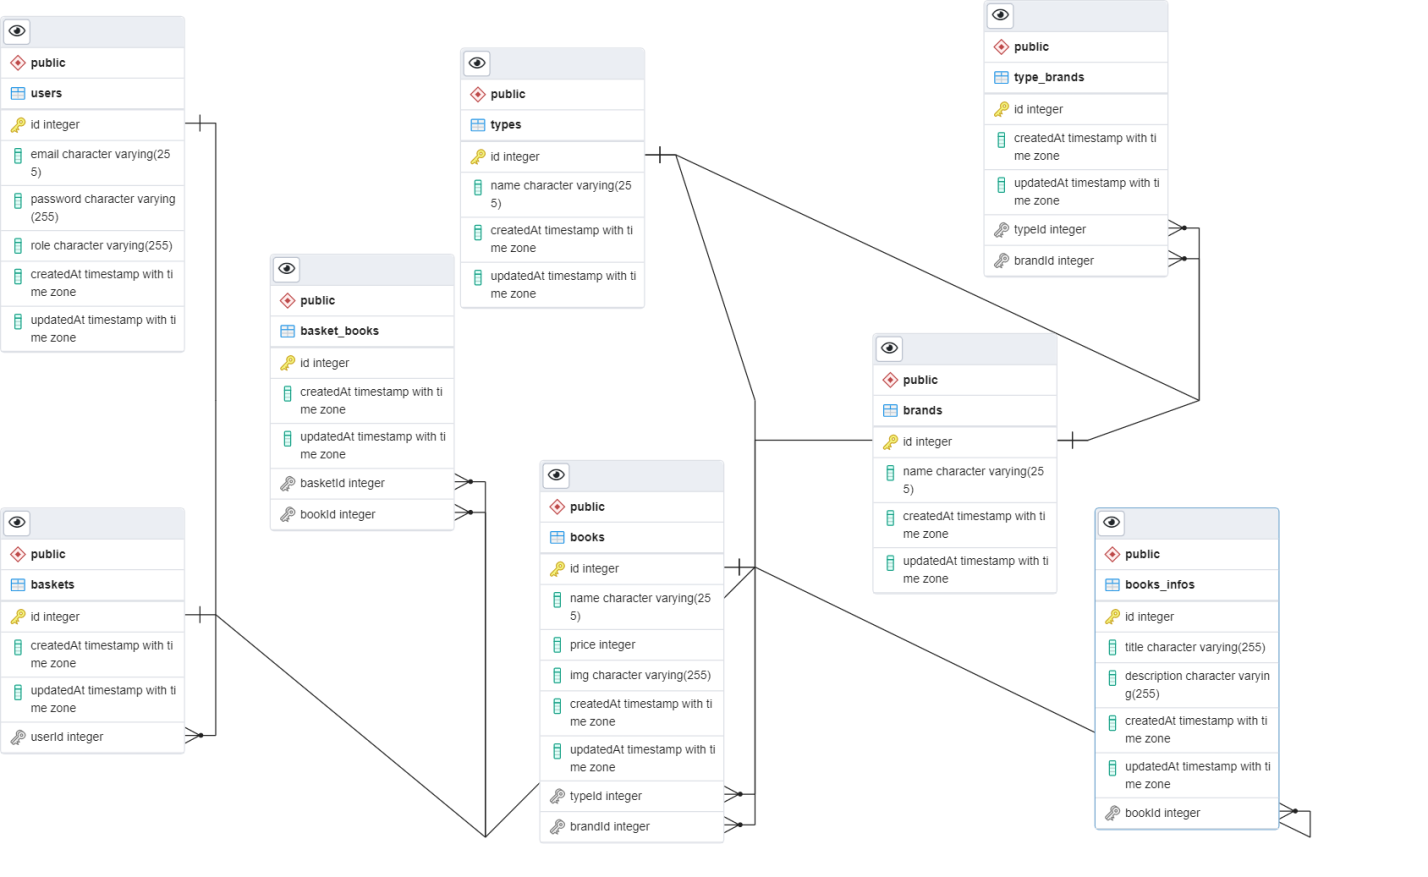 public
users
id integer
email character varying(25
5)
password character varying
(255)
role character varying(255)
createdAt timestamp with ti
me zone
updatedAt timestamp with ti
me zone
public
types
id integer
name character varying(25
5)
createdAt timestamp with ti
me zone
updatedAt timestamp with ti
me zone
public
type_brands
id integer
createdAt timestamp with ti
me zone
updatedAt timestamp with ti
me zone
typeId integer
brandId integer
public
basket_books
id integer
createdAt timestamp with ti
me zone
updatedAt timestamp with ti
me zone
basketId integer
bookId integer
public
brands
id integer
name character varying(25
5)
createdAt timestamp with ti
me zone
updatedAt timestamp with ti
me zone
public
baskets
id integer
createdAt timestamp with ti
me zone
updatedAt timestamp with ti
me zone
userId integer
public
books
id integer
name character varying(25
5)
price integer
img character varying(255)
createdAt timestamp with ti
me zone
updatedAt timestamp with ti
me zone
typeId integer
brandId integer
public
books_infos
id integer
title character varying(255)
description character varyin
g(255)
createdAt timestamp with ti
me zone
updatedAt timestamp with ti
me zone
bookId integer